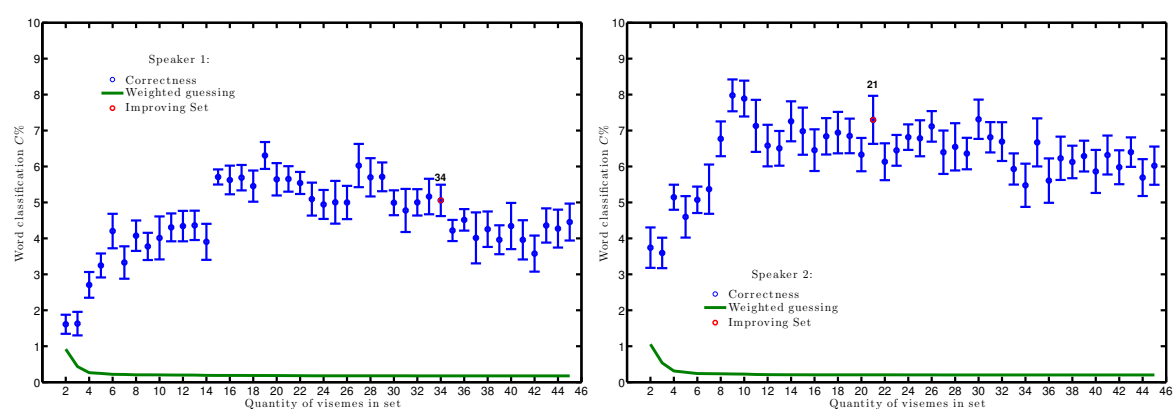 10
9
8
7
6
5
4
3
2
1
0
Word classification C%
Speaker 1:
Correctness
Weighted guessing
Improving Set
34
2 4 6 8 10 12 14 16 18 20 22 24 26 28 30 32 34 36 38 40 42 44 46
Quantity of visemes in set
10
9
8
7
6
5
4
3
2
1
0
Word classification C%
21
Speaker 2:
Correctness
Weighted guessing
Improving Set
2 4 6 8 10 12 14 16 18 20 22 24 26 28 30 32 34 36 38 40 42 44 46
Quantity of visemes in set